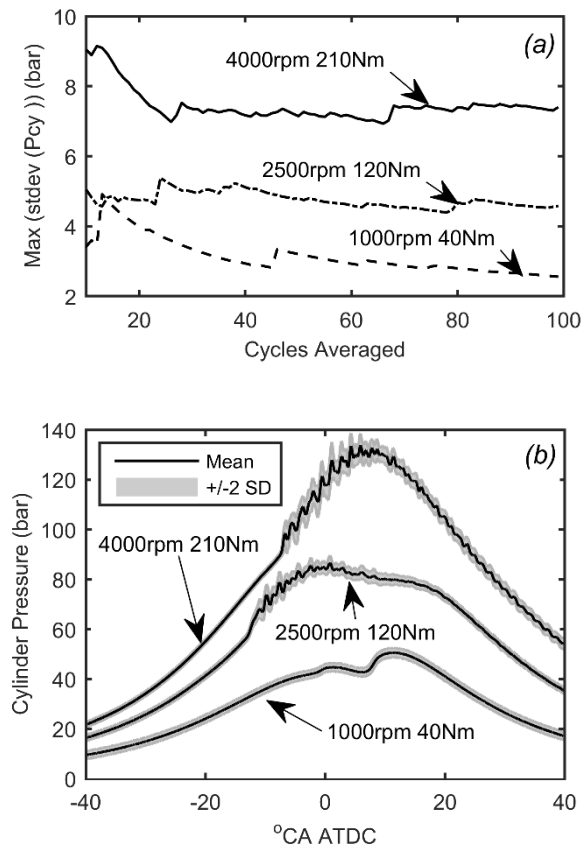 (a)
Max (stdev (Pcy )) (bar)
10
8
6
4
2
4000rpm 210Nm
2500rpm 120Nm
1000rpm 40Nm
20
40
60
80
100
Cycles Averaged
(b)
Cylinder Pressure (bar)
140
120
100
80
60
40
20
0
Mean
+/-2 SD
4000rpm 210Nm
2500rpm 120Nm
1000rpm 40Nm
-40
-20
0
20
40
°CA ATDC